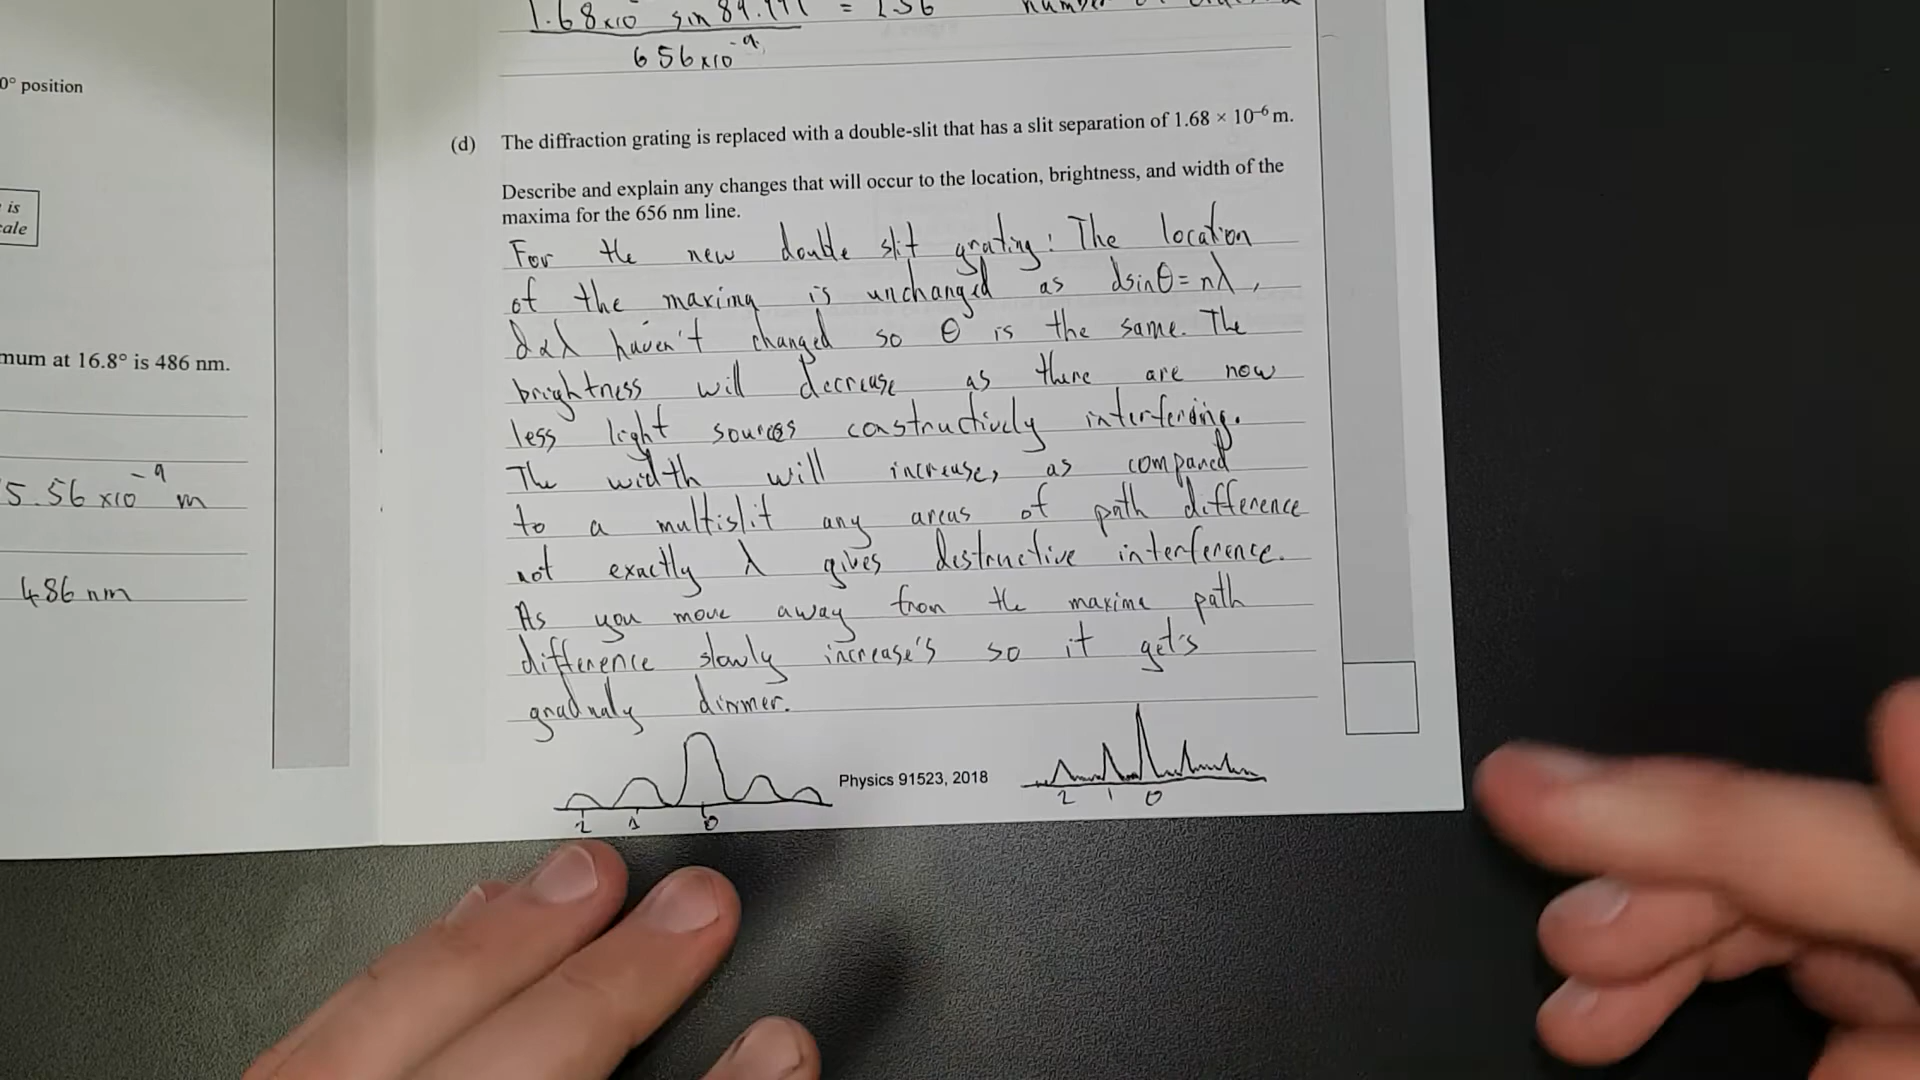 1.68x10 sin 89.999 = 2.56
656x10⁻⁹
0° position
is
cale
mum at 16.8° is 486 nm.
5.56 x10⁻⁹ m
486 nm
(d) The diffraction grating is replaced with a double-slit that has a slit separation of 1.68 × 10⁻⁶ m.
Describe and explain any changes that will occur to the location, brightness, and width of the
maxima for the 656 nm line.
For the new double slit grating: The location
of the maxima is unchanged as dsinθ = nλ,
d & λ haven't changed so θ is the same. The
brightness will decrease as there are now
less light sources constructively interfering.
The width will increase, as compared
to a multislit any areas of path difference
not exactly λ gives destructive interference.
As you move away from the maxima path
difference slowly increase's so it get's
gradualy dimmer.
Physics 91523, 2018
2 1 0
2 1 0